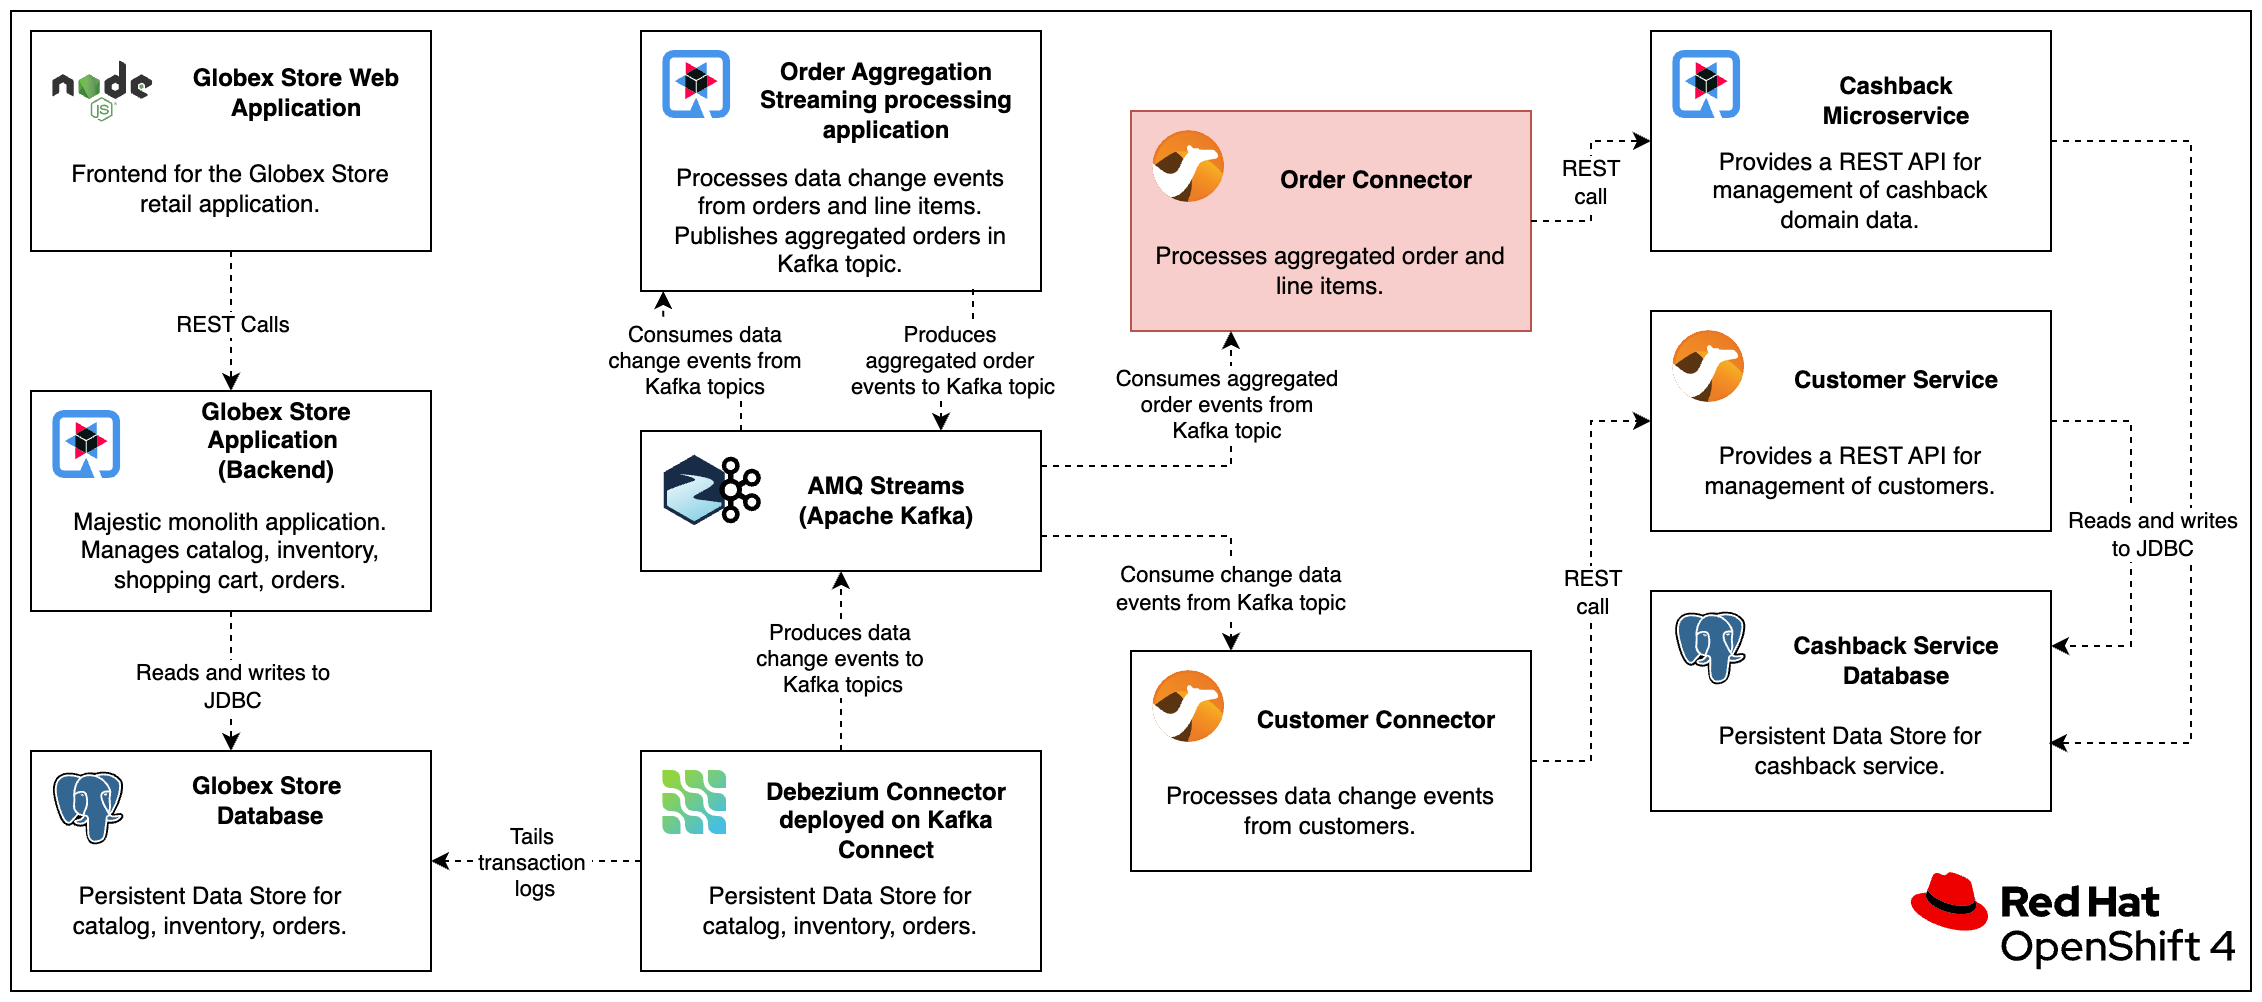 node
JS
Globex Store Web
Application
Frontend for the Globex Store
retail application.
REST Calls
Globex Store
Application
(Backend)
Majestic monolith application.
Manages catalog, inventory,
shopping cart, orders.
Reads and writes to
JDBC
Globex Store
Database
Persistent Data Store for
catalog, inventory, orders.
Tails
transaction
logs
Order Aggregation
Streaming processing
application
Processes data change events
from orders and line items.
Publishes aggregated orders in
Kafka topic.
Consumes data
change events from
Kafka topics
Produces
aggregated order
events to Kafka topic
AMQ Streams
(Apache Kafka)
Produces data
change events to
Kafka topics
Debezium Connector
deployed on Kafka
Connect
Persistent Data Store for
catalog, inventory, orders.
Order Connector
Processes aggregated order and
line items.
Consumes aggregated
order events from
Kafka topic
Consume change data
events from Kafka topic
Customer Connector
Processes data change events
from customers.
REST
call
REST
call
Cashback
Microservice
Provides a REST API for
management of cashback
domain data.
Customer Service
Provides a REST API for
management of customers.
Reads and writes
to JDBC
Cashback Service
Database
Persistent Data Store for
cashback service.
Red Hat
OpenShift 4